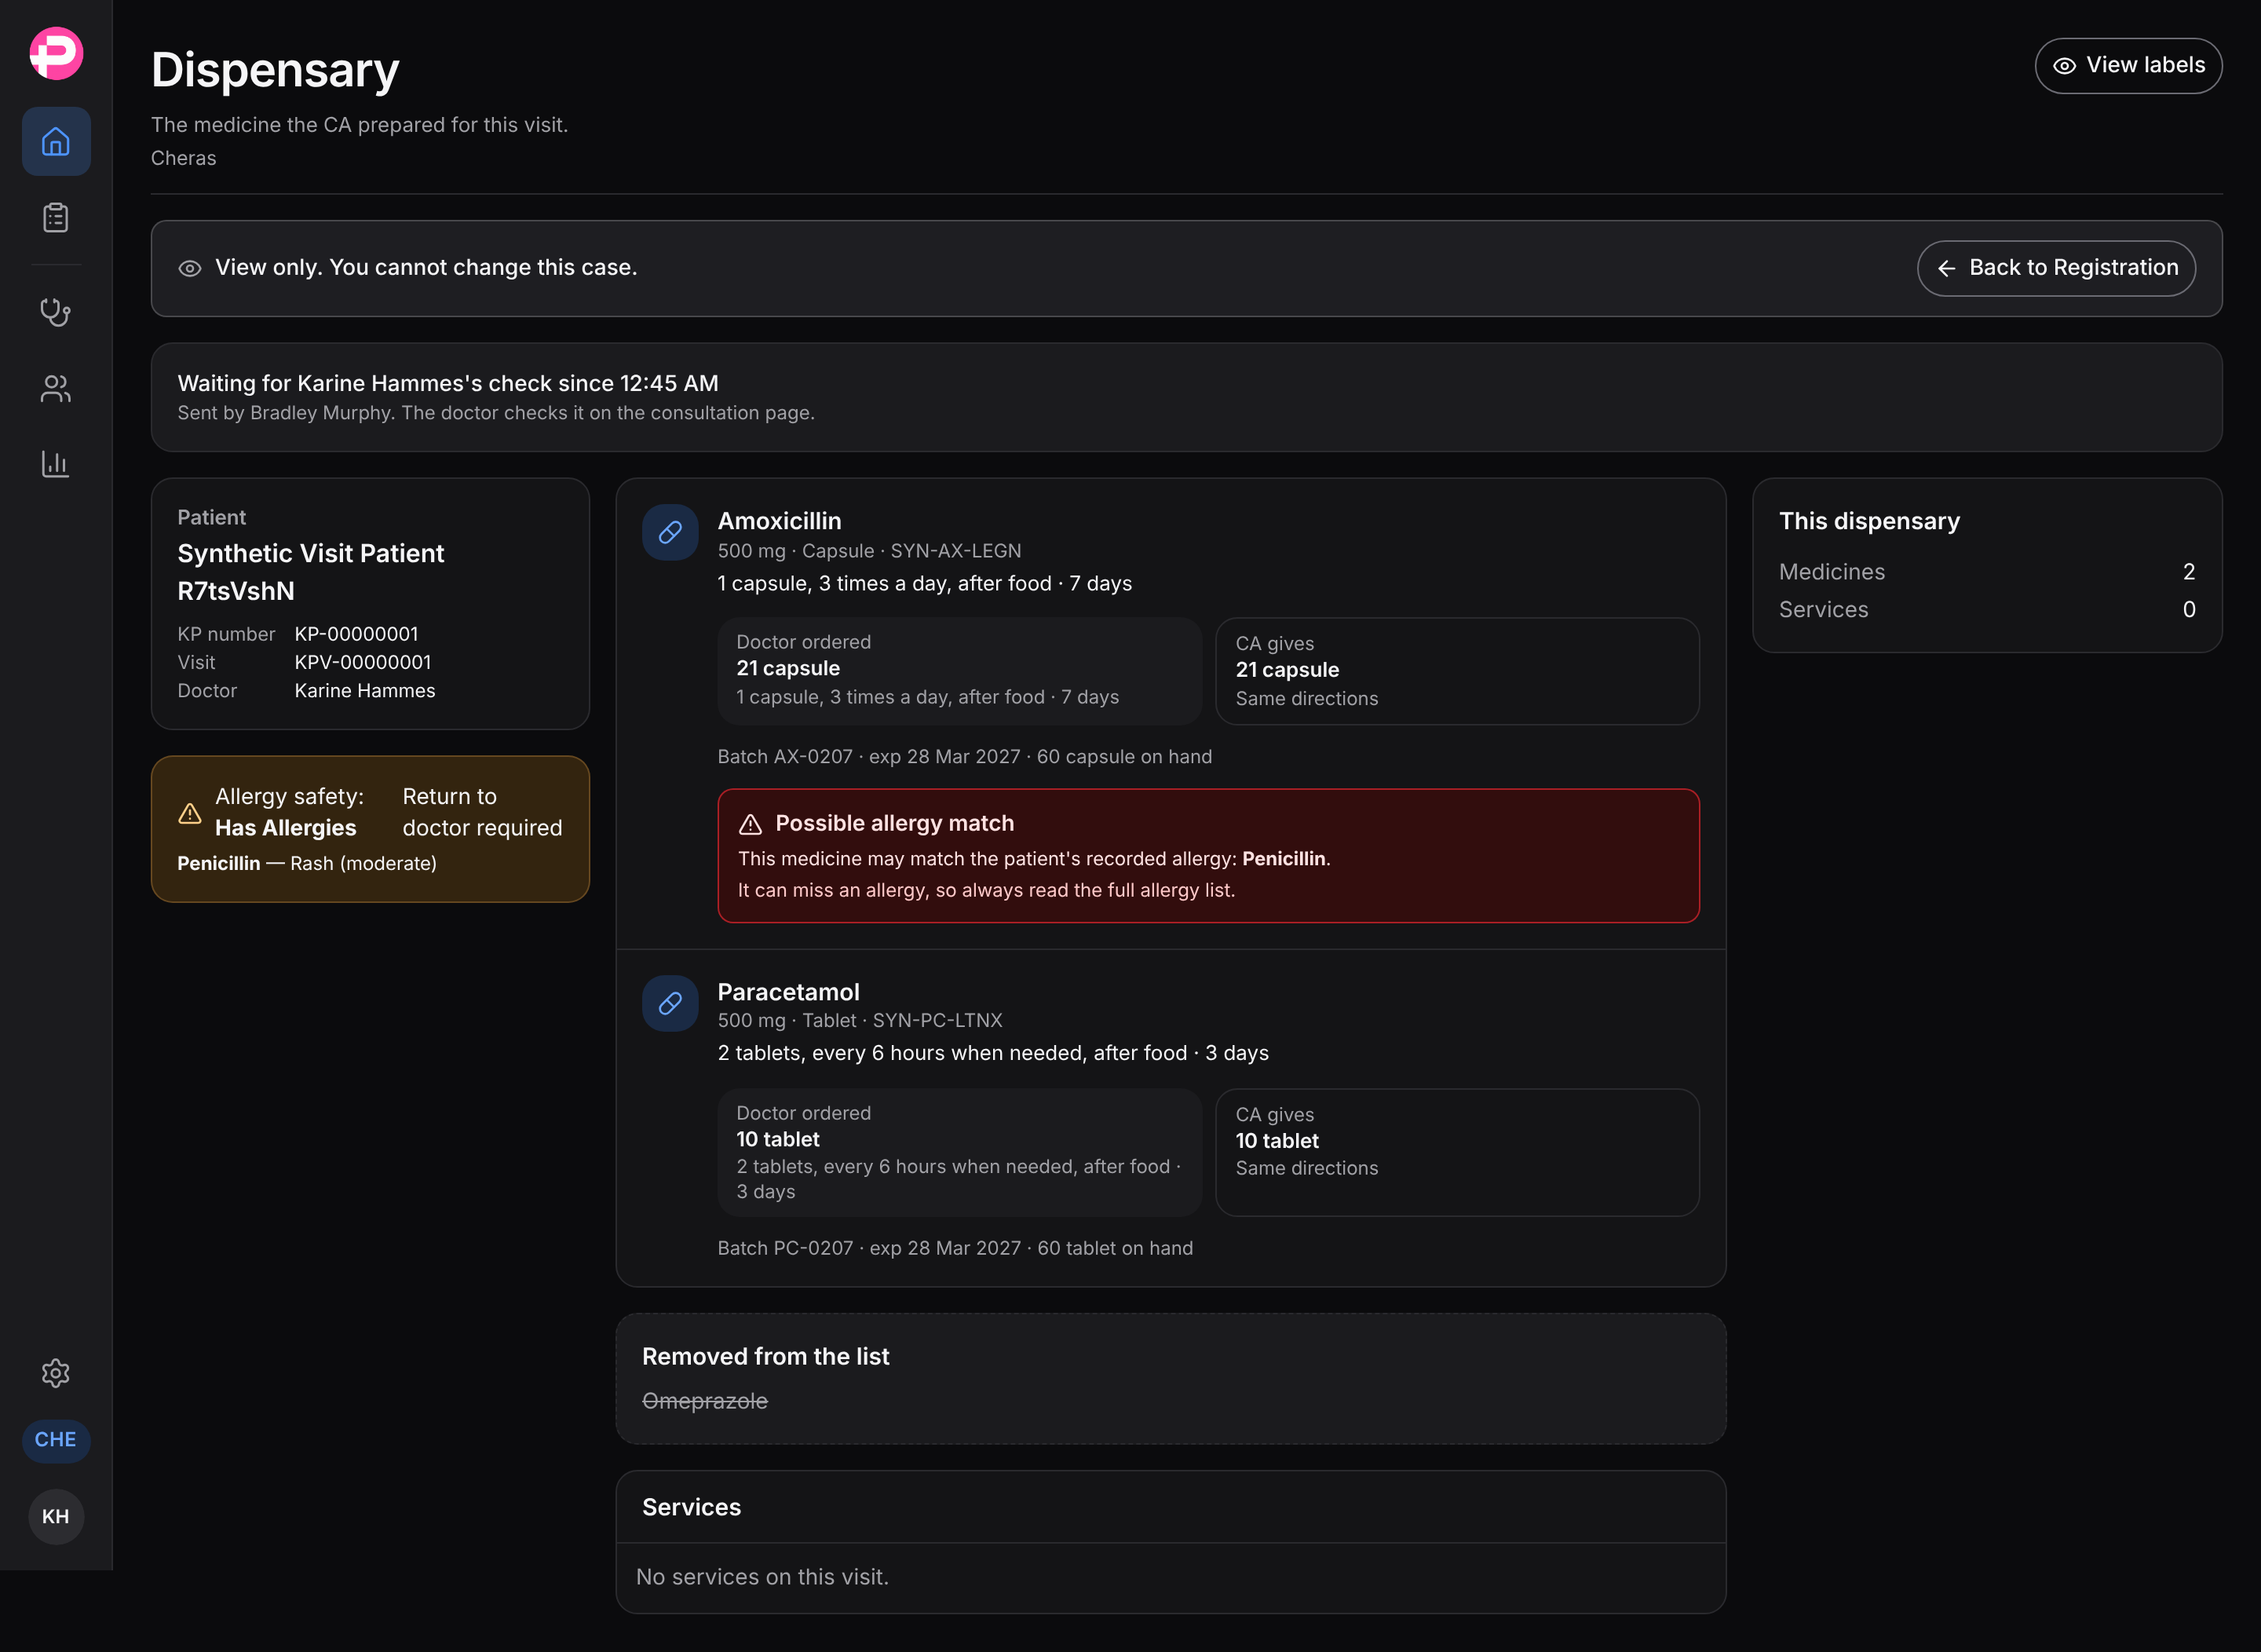 Dispensary
The medicine the CA prepared for this visit.
Cheras
View labels
View only. You cannot change this case.
Back to Registration
Waiting for Karine Hammes's check since 12:45 AM
Sent by Bradley Murphy. The doctor checks it on the consultation page.
Patient
Synthetic Visit Patient
R7tsVshN
KP number KP-00000001
Visit KPV-00000001
Doctor Karine Hammes
Allergy safety:
Has Allergies
Return to
doctor required
Penicillin — Rash (moderate)
Amoxicillin
500 mg · Capsule · SYN-AX-LEGN
1 capsule, 3 times a day, after food · 7 days
Doctor ordered
21 capsule
1 capsule, 3 times a day, after food · 7 days
CA gives
21 capsule
Same directions
Batch AX-0207 · exp 28 Mar 2027 · 60 capsule on hand
Possible allergy match
This medicine may match the patient's recorded allergy: Penicillin.
It can miss an allergy, so always read the full allergy list.
Paracetamol
500 mg · Tablet · SYN-PC-LTNX
2 tablets, every 6 hours when needed, after food · 3 days
Doctor ordered
10 tablet
2 tablets, every 6 hours when needed, after food ·
3 days
CA gives
10 tablet
Same directions
Batch PC-0207 · exp 28 Mar 2027 · 60 tablet on hand
Removed from the list
Omeprazole
Services
No services on this visit.
This dispensary
Medicines 2
Services 0
CHE
KH